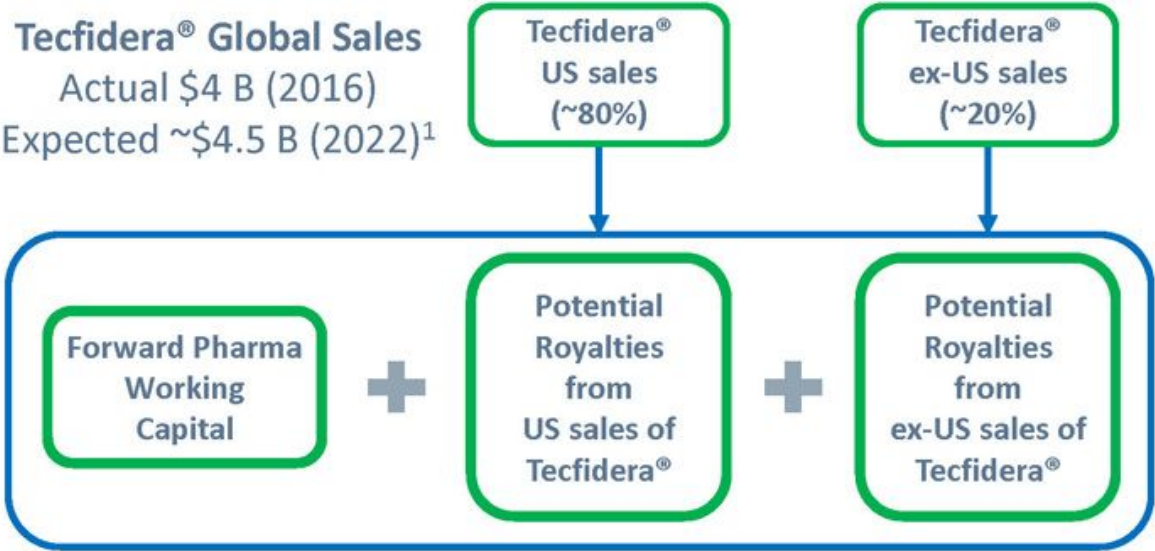 Tecfidera® Global Sales
Actual $4 B (2016)
Expected ~$4.5 B (2022)¹
Tecfidera®
US sales
(~80%)
Tecfidera®
ex-US sales
(~20%)
Forward Pharma
Working
Capital
Potential
Royalties
from
US sales of
Tecfidera®
Potential
Royalties
from
ex-US sales of
Tecfidera®